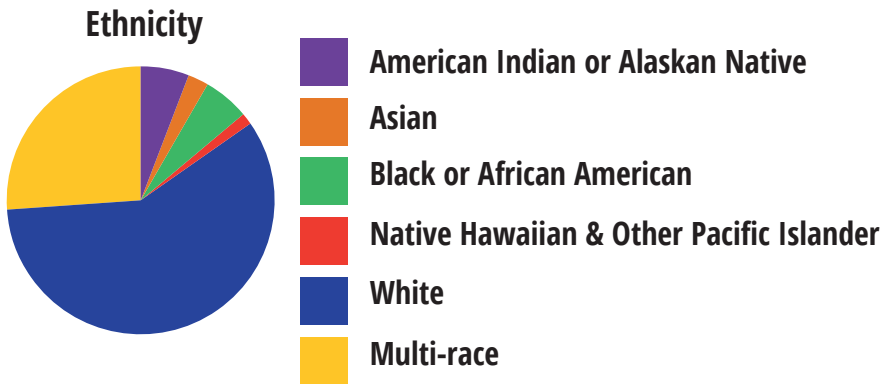 Ethnicity
American Indian or Alaskan Native
Asian
Black or African American
Native Hawaiian & Other Pacific Islander
White
Multi-race